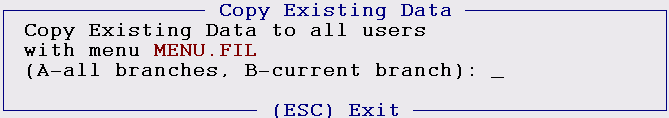 Copy Existing Data
Copy Existing Data to all users
with menu MENU.FIL
(A-all branches, B-current branch): _
(ESC) Exit